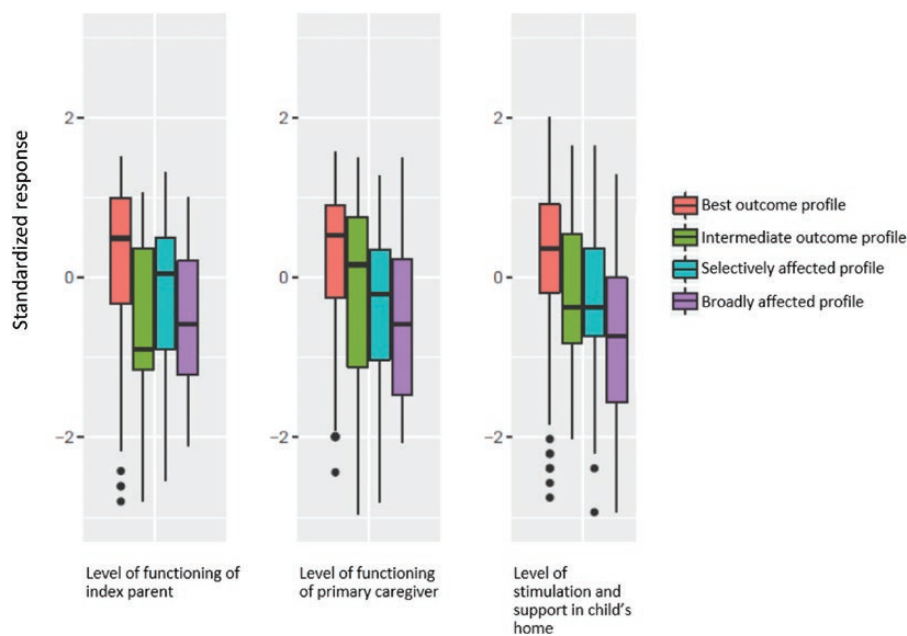 Standardized response
2
0
−2
2
0
−2
2
0
−2
Best outcome profile
Intermediate outcome profile
Selectively affected profile
Broadly affected profile
Level of functioning of
index parent
Level of functioning
of primary caregiver
Level of
stimulation and
support in child's
home